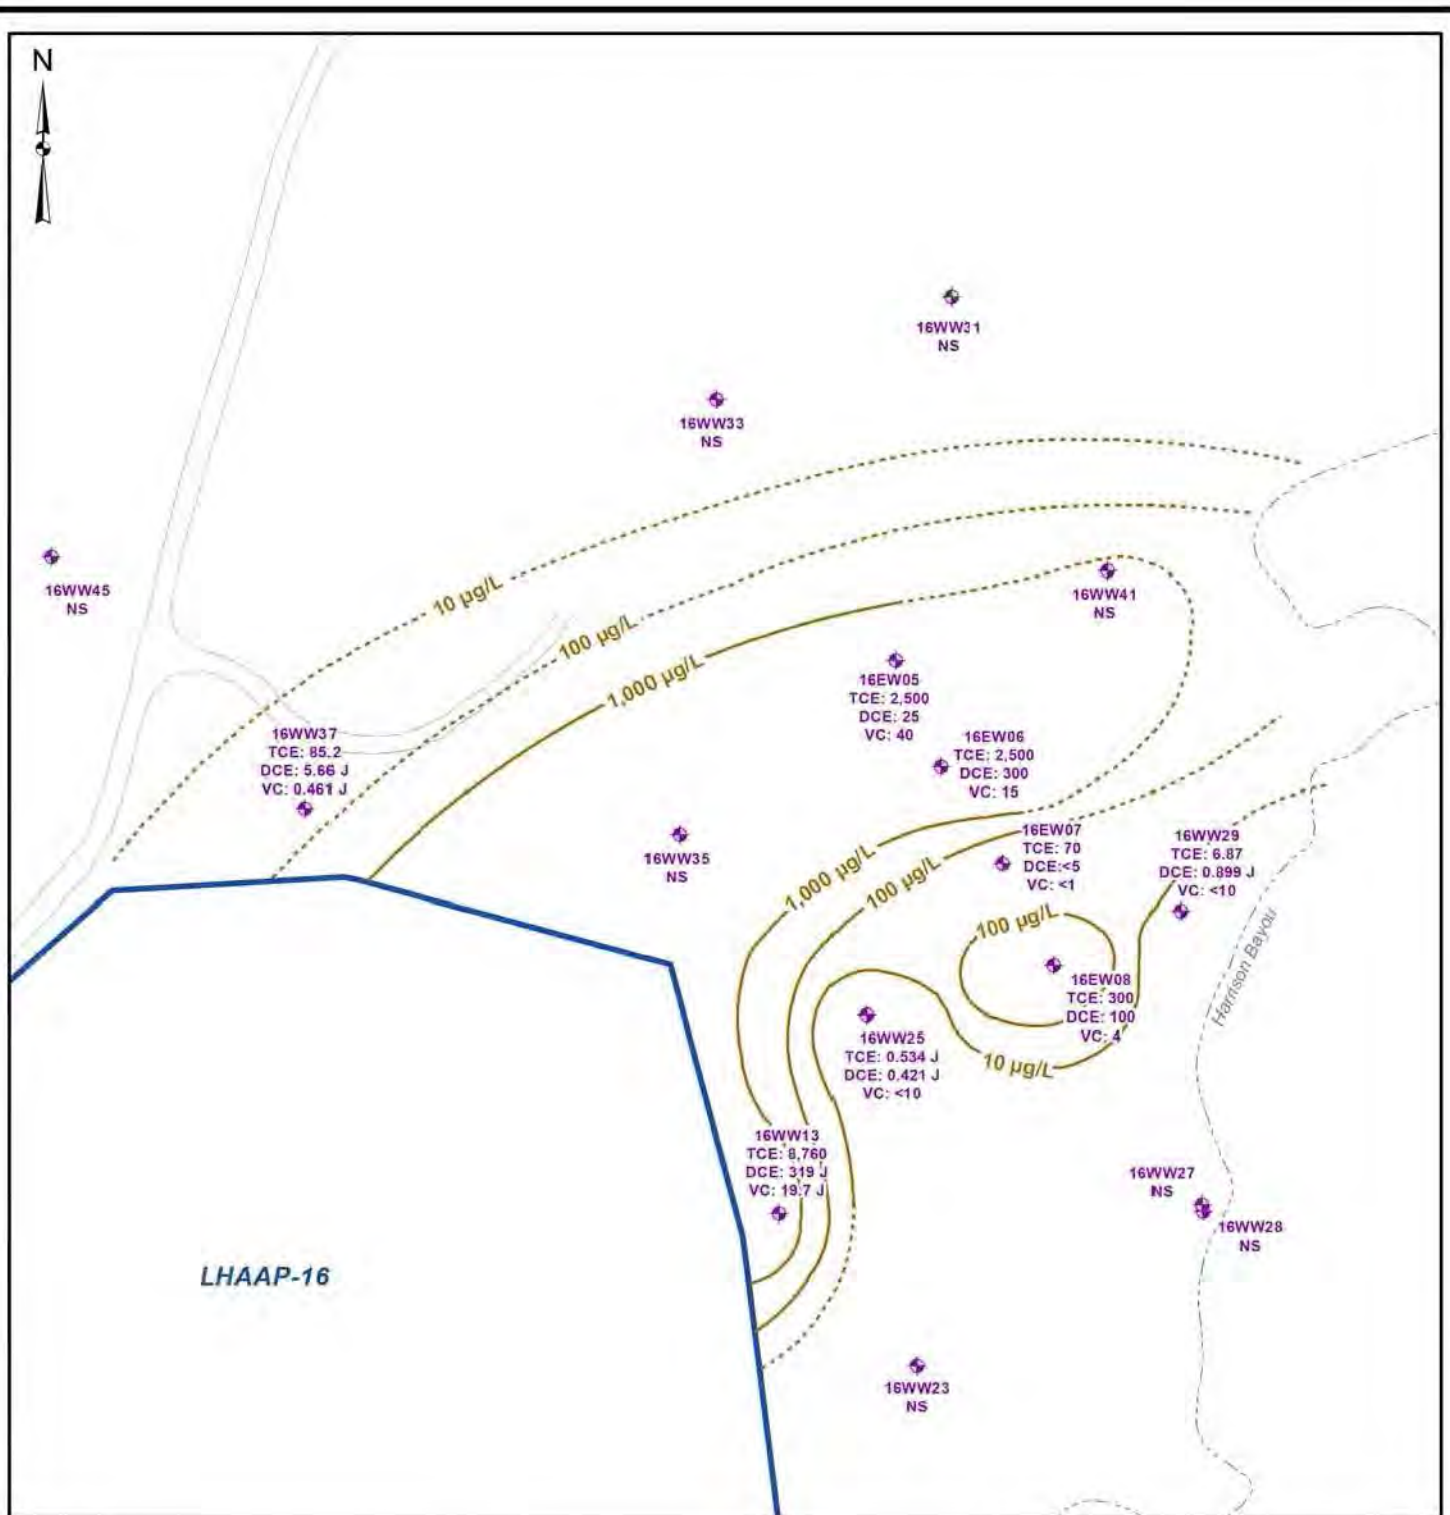 N
16WW31
NS
16WW33
NS
16WW45
NS
10 µg/L
100 µg/L
1,000 µg/L
16WW41
NS
16EW05
TCE: 2,500
DCE: 25
VC: 40
16EW06
TCE: 2,500
DCE: 300
VC: 15
16WW37
TCE: 85.2
DCE: 5.66 J
VC: 0.461 J
16WW35
NS
16EW07
TCE: 70
DCE:<5
VC: <1
16WW29
TCE: 6.87
DCE: 0.899 J
VC: <10
1,000 µg/L
100 µg/L
100 µg/L
Harrison Bayou
16EW08
TCE: 300
DCE: 100
VC: 4
16WW25
TCE: 0.534 J
DCE: 0.421 J
VC: <10
10 µg/L
16WW13
TCE: 8,760
DCE: 319 J
VC: 19.7 J
16WW27
NS
16WW28
NS
LHAAP-16
16WW23
NS